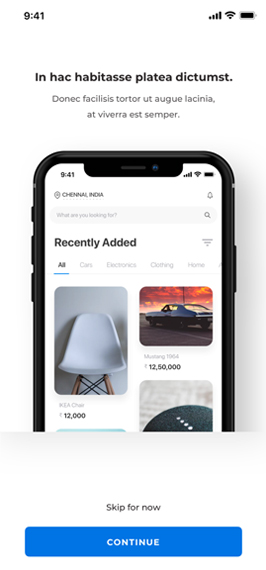 9:41
In hac habitasse platea dictumst.
Donec facilisis tortor ut augue lacinia,
at viverra est semper.
9:41
CHENNAI, INDIA
What are you looking for?
Recently Added
All Cars Electronics Clothing Home
IKEA Chair
₹ 12,000
Mustang 1964
₹ 12,50,000
Skip for now
CONTINUE